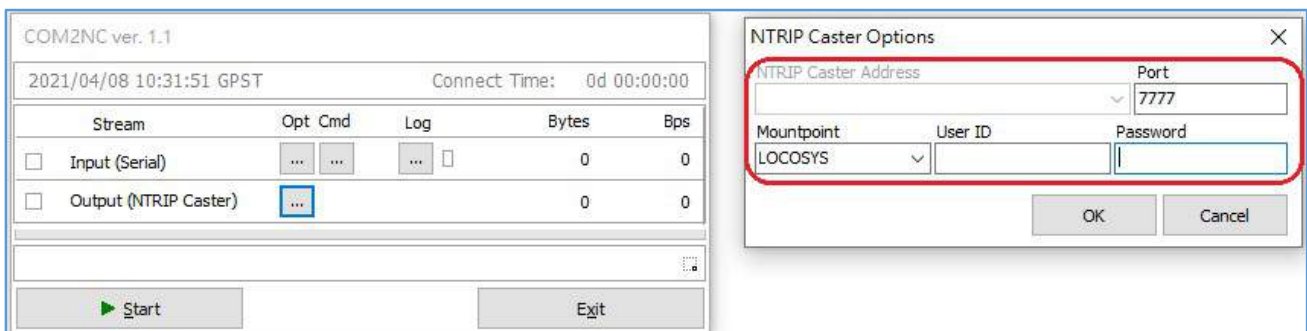 COM2NC ver. 1.1
2021/04/08 10:31:51 GPST Connect Time: 0d 00:00:00
Stream Opt Cmd Log Bytes Bps
Input (Serial) ... ... ... 0 0
Output (NTRIP Caster) ... 0 0
Start Exit
NTRIP Caster Options
NTRIP Caster Address Port
7777
Mountpoint User ID Password
LOCOSYS
OK Cancel